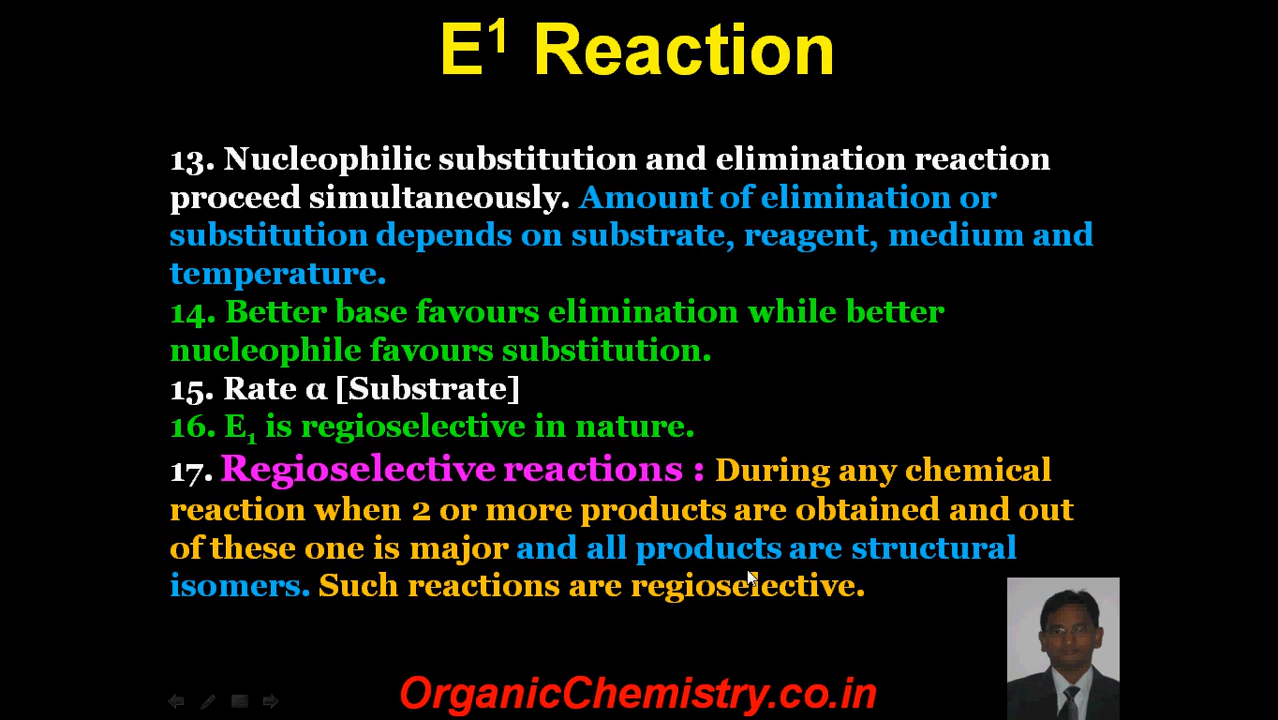 E¹ Reaction
13. Nucleophilic substitution and elimination reaction
proceed simultaneously. Amount of elimination or
substitution depends on substrate, reagent, medium and
temperature.
14. Better base favours elimination while better
nucleophile favours substitution.
15. Rate α [Substrate]
16. E₁ is regioselective in nature.
17. Regioselective reactions : During any chemical
reaction when 2 or more products are obtained and out
of these one is major and all products are structural
isomers. Such reactions are regioselective.
OrganicChemistry.co.in